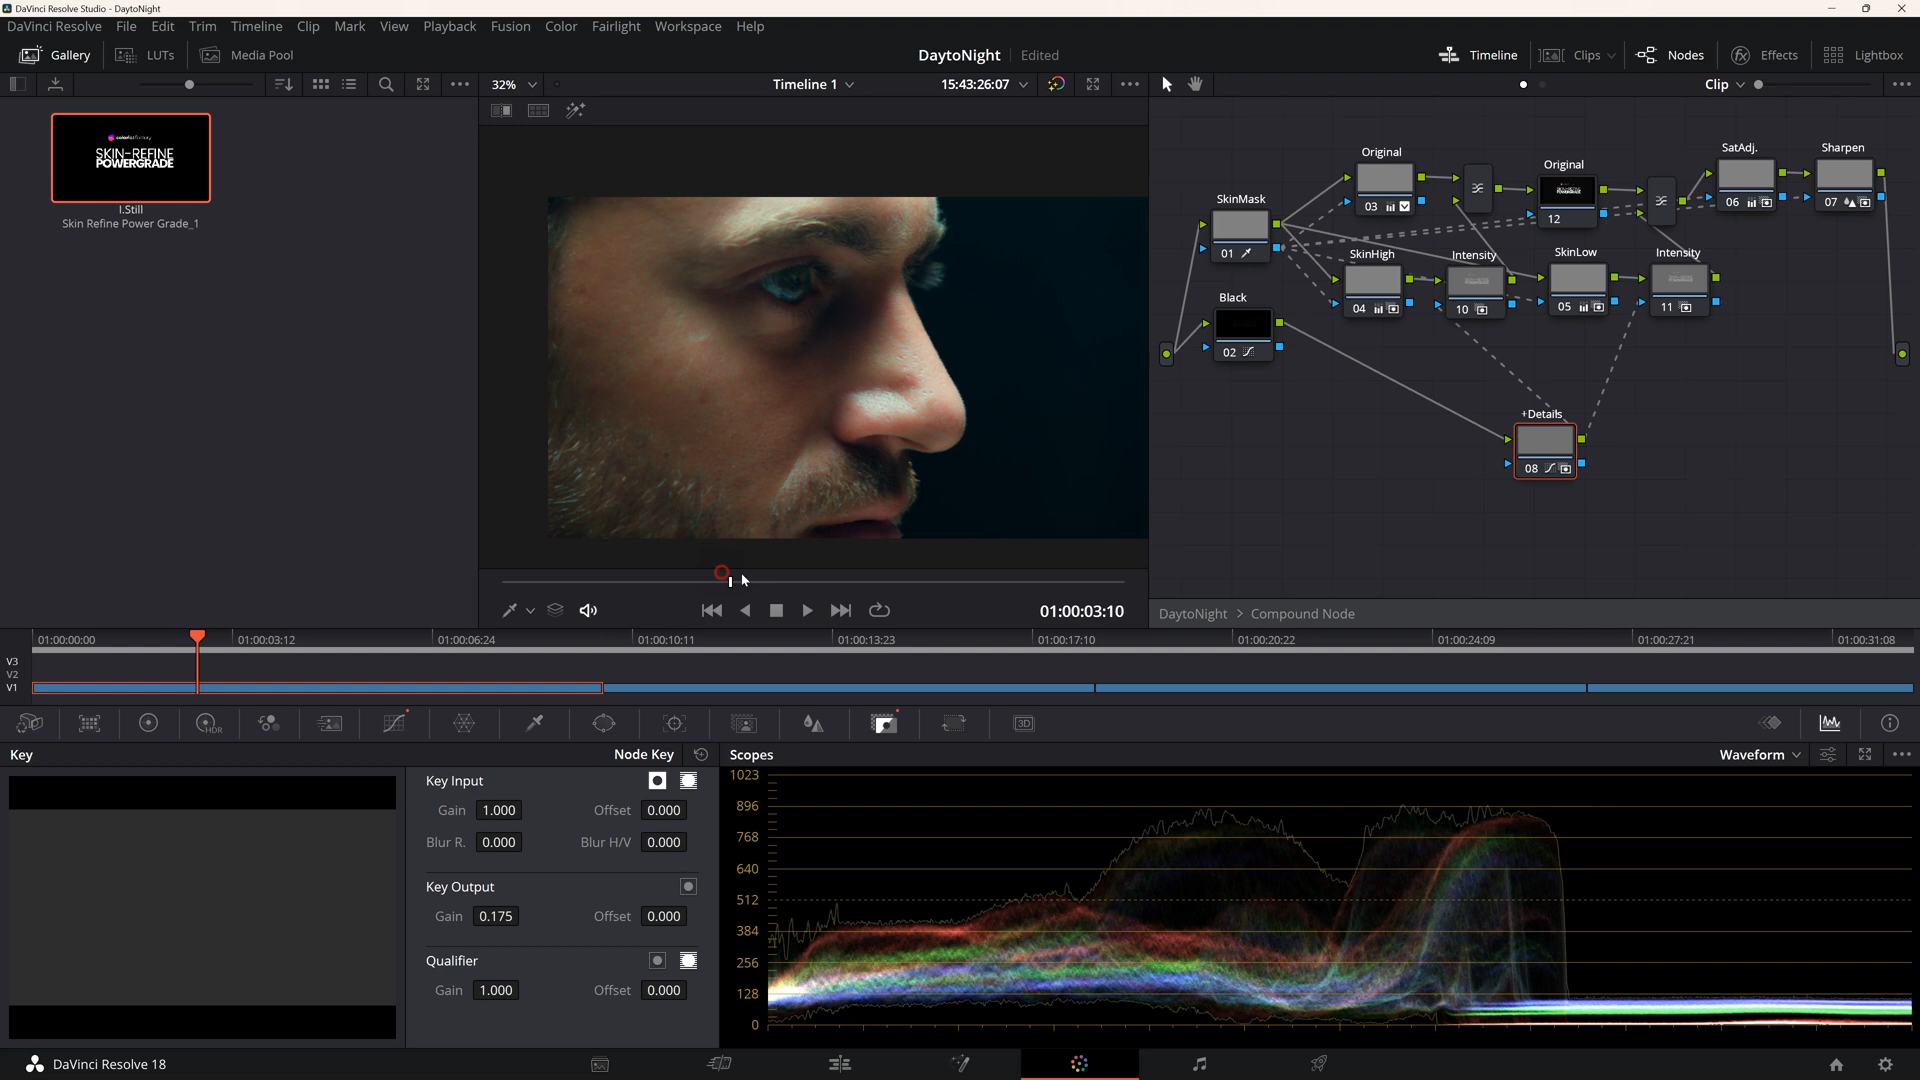 DaVinci Resolve Studio - DaytoNight
DaVinci Resolve File Edit Trim Timeline Clip Mark View Playback Fusion Color Fairlight Workspace Help
Gallery LUTs Media Pool DaytoNight Edited Timeline Clips Nodes Effects Lightbox
32% Timeline 1 15:43:26:07 Clip
colorist factory
SKIN-REFINE
POWERGRADE
I.Still
Skin Refine Power Grade_1
Original
03
Original
12
SatAdj.
06
Sharpen
07
SkinMask
01
SkinHigh
04
Intensity
10
SkinLow
05
Intensity
11
Black
02
+Details
08
01:00:03:10
DaytoNight > Compound Node
01:00:00:00 01:00:03:12 01:00:06:24 01:00:10:11 01:00:13:23 01:00:17:10 01:00:20:22 01:00:24:09 01:00:27:21 01:00:31:08
V3
V2
V1
HDR
3D
Key Node Key
Key Input
Gain 1.000 Offset 0.000
Blur R. 0.000 Blur H/V 0.000
Key Output
Gain 0.175 Offset 0.000
Qualifier
Gain 1.000 Offset 0.000
Scopes Waveform
1023
896
768
640
512
384
256
128
0
DaVinci Resolve 18